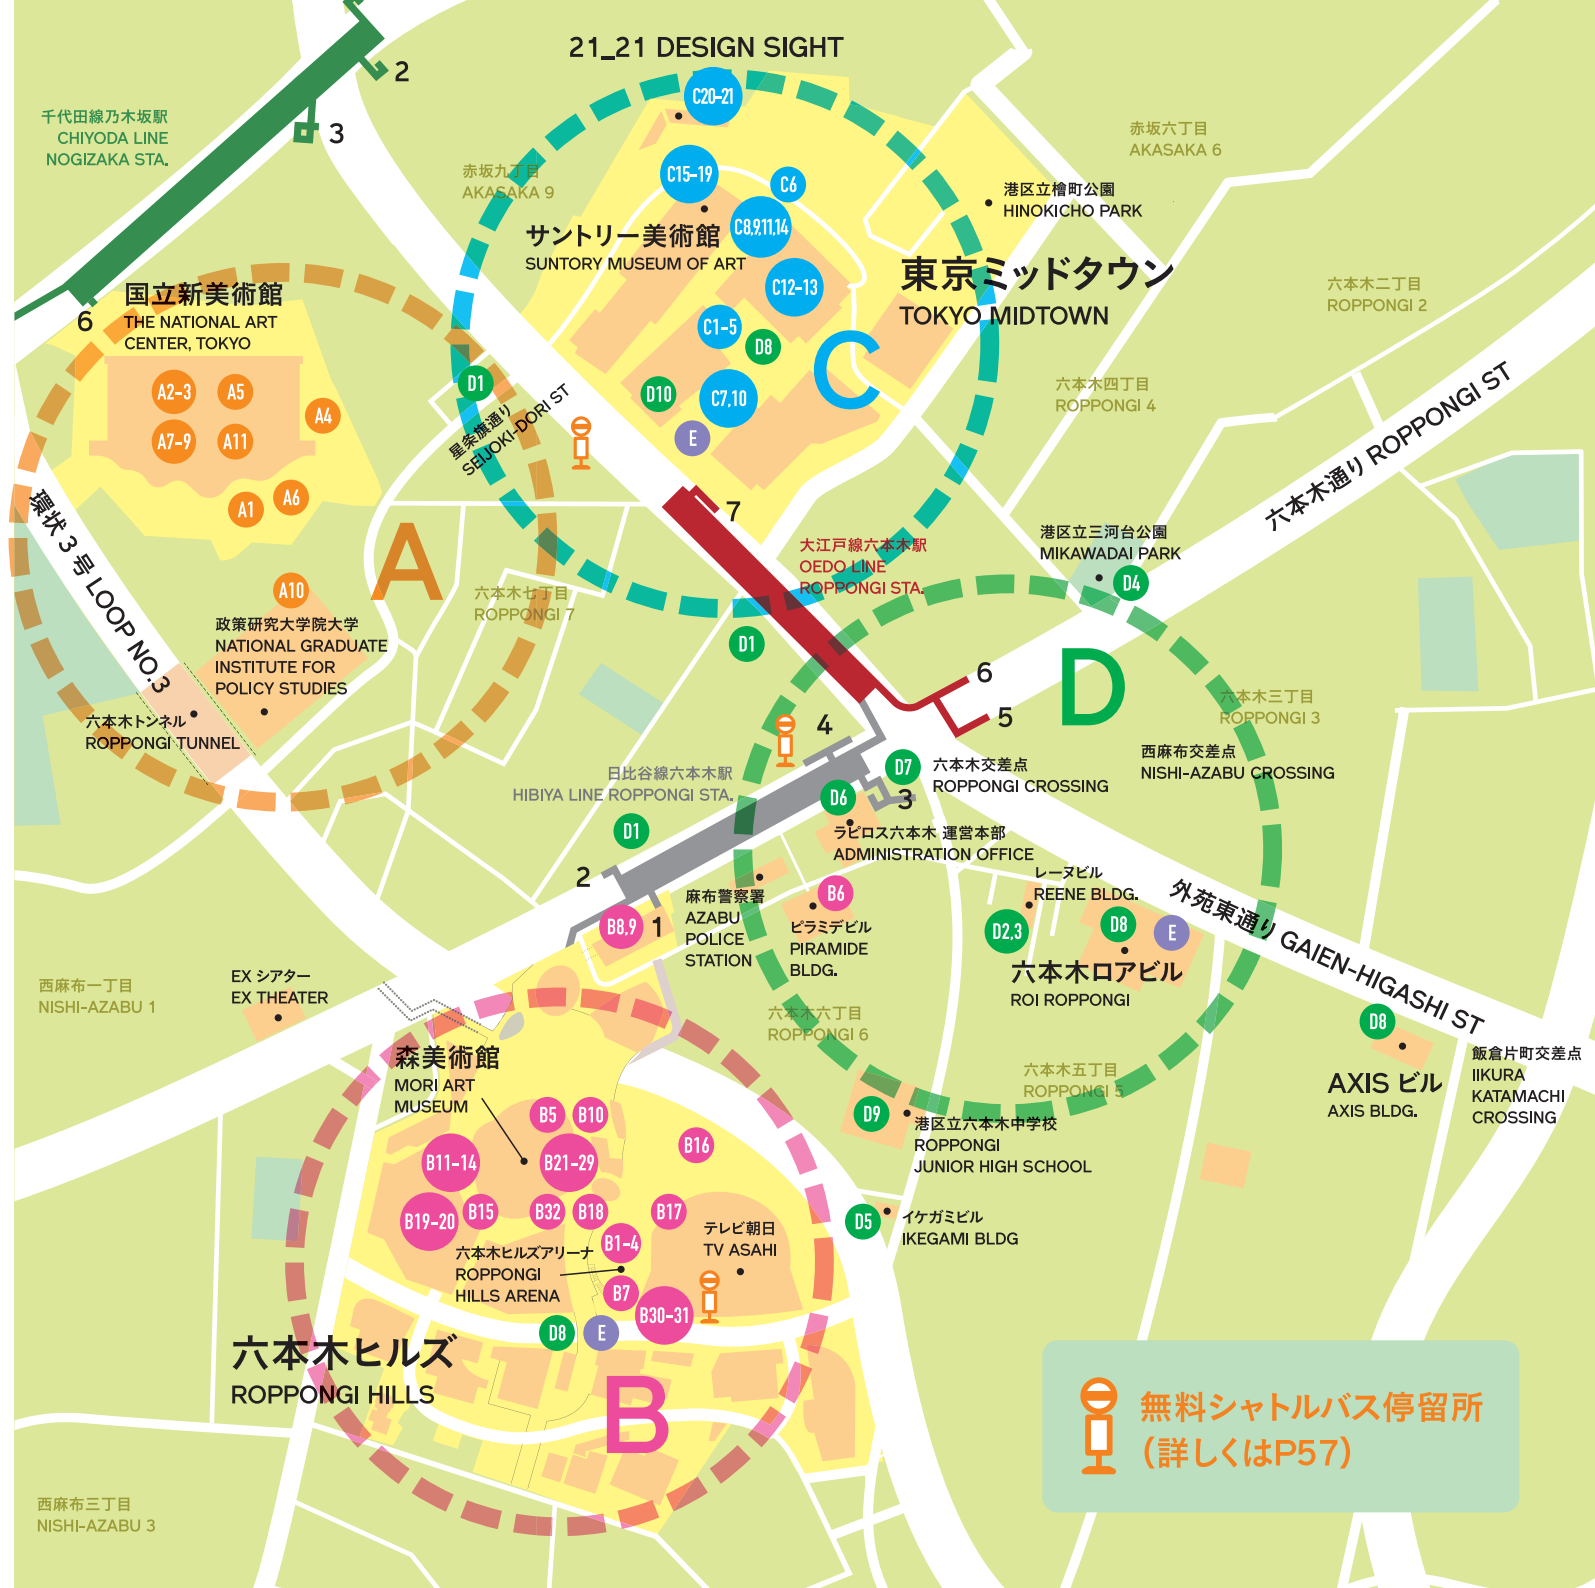 21_21 DESIGN SIGHT
C20-21
2
3
千代田線乃木坂駅
CHIYODA LINE
NOGIZAKA STA.
赤坂九丁目
AKASAKA 9
赤坂六丁目
AKASAKA 6
C15-19
C6
港区立檜町公園
HINOKICHO PARK
サントリー美術館
SUNTORY MUSEUM OF ART
C8,9,11,14
C12-13
東京ミッドタウン
TOKYO MIDTOWN
六本木二丁目
ROPPONGI 2
6
国立新美術館
THE NATIONAL ART
CENTER, TOKYO
C1-5
D8
C
D10
C7,10
E
D1
星条旗通り
SEIJOKI-DORI ST
A2-3
A5
A4
A7-9
A11
A1
A6
A10
A
六本木四丁目
ROPPONGI 4
六本木通り ROPPONGI ST
7
大江戸線六本木駅
OEDO LINE
ROPPONGI STA.
港区立三河台公園
MIKAWADAI PARK
D4
環状3号 LOOP NO.3
六本木七丁目
ROPPONGI 7
政策研究大学院大学
NATIONAL GRADUATE
INSTITUTE FOR
POLICY STUDIES
六本木トンネル
ROPPONGI TUNNEL
D1
D
6
5
4
六本木三丁目
ROPPONGI 3
西麻布交差点
NISHI-AZABU CROSSING
日比谷線六本木駅
HIBIYA LINE ROPPONGI STA.
D7
六本木交差点
ROPPONGI CROSSING
D6
3
D1
ラピロス六本木 運営本部
ADMINISTRATION OFFICE
2
1
B8,9
麻布警察署
AZABU
POLICE
STATION
B6
ピラミデビル
PIRAMIDE
BLDG.
レーヌビル
REENE BLDG.
D2,3
D8
E
六本木ロアビル
ROI ROPPONGI
外苑東通り GAIEN-HIGASHI ST
西麻布一丁目
NISHI-AZABU 1
EX シアター
EX THEATER
六本木六丁目
ROPPONGI 6
六本木五丁目
ROPPONGI 5
D8
AXIS ビル
AXIS BLDG.
飯倉片町交差点
IIKURA
KATAMACHI
CROSSING
森美術館
MORI ART
MUSEUM
D9
港区立六本木中学校
ROPPONGI
JUNIOR HIGH SCHOOL
B5
B10
B16
B11-14
B21-29
B19-20
B15
B32
B18
B17
B1-4
テレビ朝日
TV ASAHI
D5
イケガミビル
IKEGAMI BLDG
六本木ヒルズアリーナ
ROPPONGI
HILLS ARENA
B7
B30-31
D8
E
六本木ヒルズ
ROPPONGI HILLS
B
西麻布三丁目
NISHI-AZABU 3
無料シャトルバス停留所
(詳しくはP57)